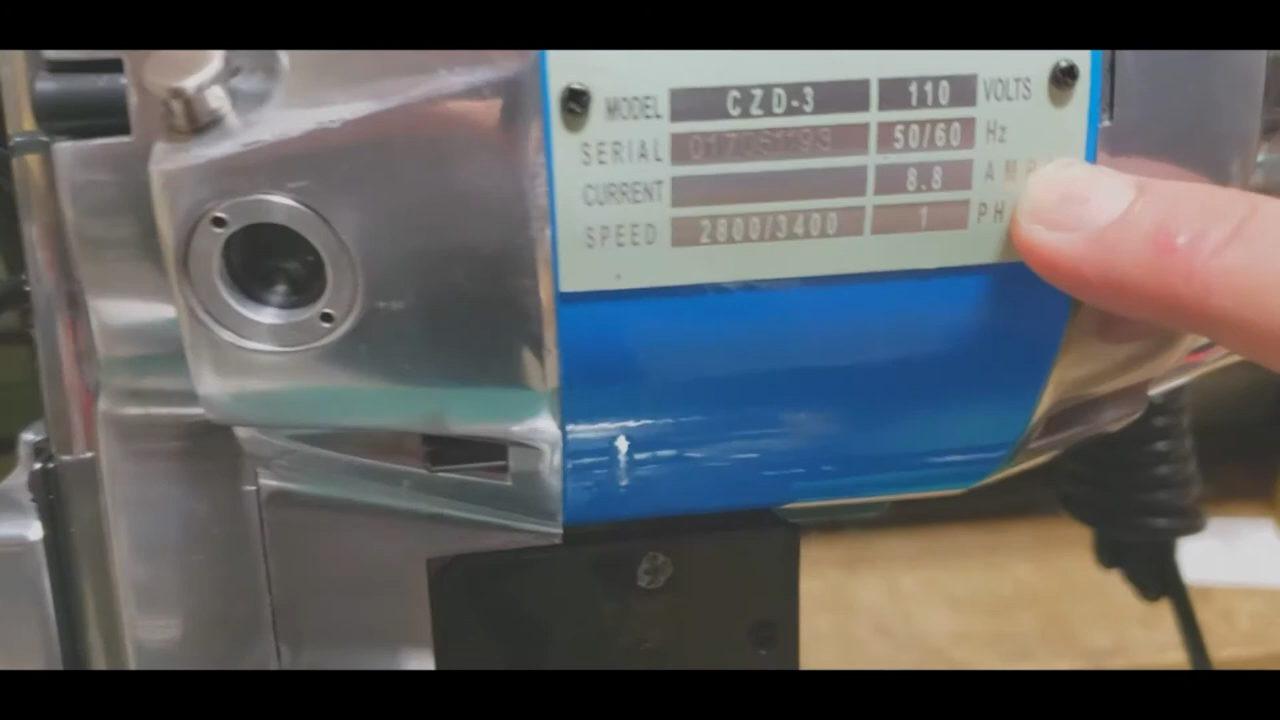 MODEL CZD-3 110 VOLTS
SERIAL 50/60 Hz
CURRENT 8.8
SPEED 2800/3400 1